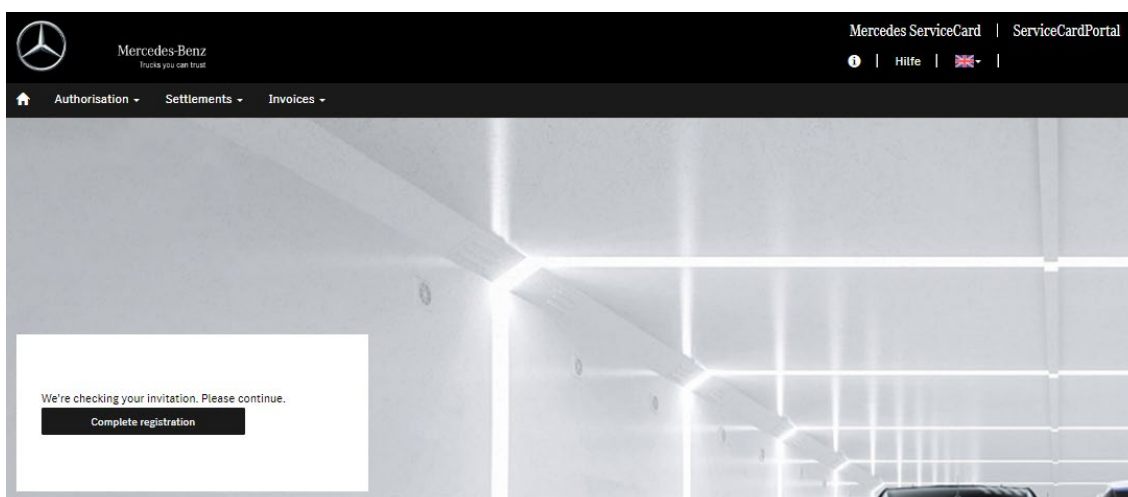 Mercedes ServiceCard | ServiceCardPortal
Mercedes-Benz
Trucks you can trust
Hilfe
Authorisation
Settlements
Invoices
We're checking your invitation. Please continue.
Complete registration